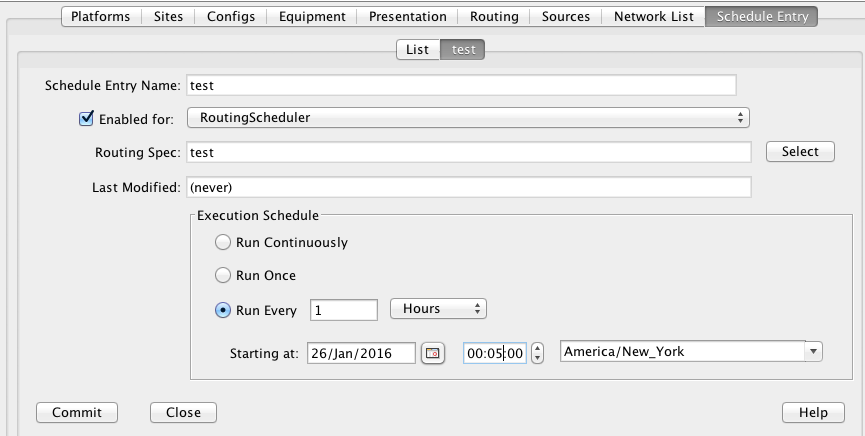 Platforms Sites Configs Equipment Presentation Routing Sources Network List Schedule Entry
List test
Schedule Entry Name: test
Enabled for: RoutingScheduler
Routing Spec: test Select
Last Modified: (never)
Execution Schedule
Run Continuously
Run Once
Run Every 1 Hours
Starting at: 26/Jan/2016 00:05:00 America/New_York
Commit Close Help